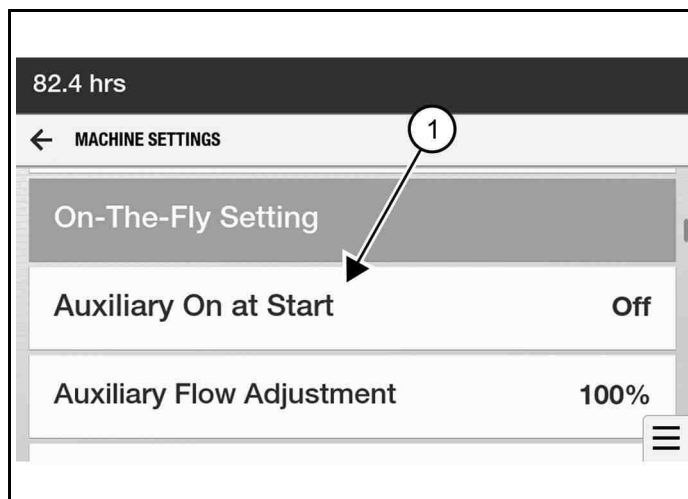 82.4 hrs
MACHINE SETTINGS
1
On-The-Fly Setting
Auxiliary On at Start Off
Auxiliary Flow Adjustment 100%